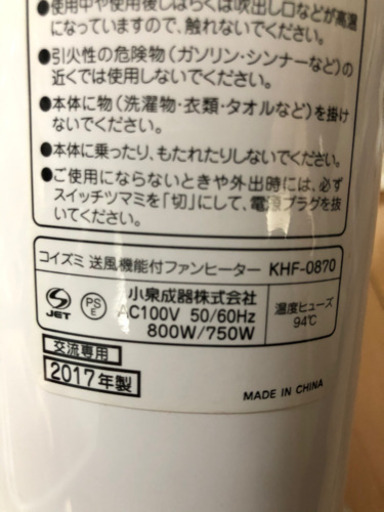 ●使用中や使用後しばらくは吹出し口などが高温
になっていますので、触れないでください。
●引火性の危険物(ガソリン・シンナーなど)の
近くでは使用しないでください。
●本体に物(洗濯物・衣類・タオルなど)を掛け
ないでください。
●本体に乗ったり、もたれたりしないでください。
●ご使用にならないときや外出時には、必ず
スイッチツマミを「切」にして、電源プラグを抜
いてください。
コイズミ 送風機能付ファンヒーター KHF-0870
JET
PS
E
小泉成器株式会社
AC100V 50/60Hz
800W/750W
温度ヒューズ
94℃
交流専用
2017年製
MADE IN CHINA